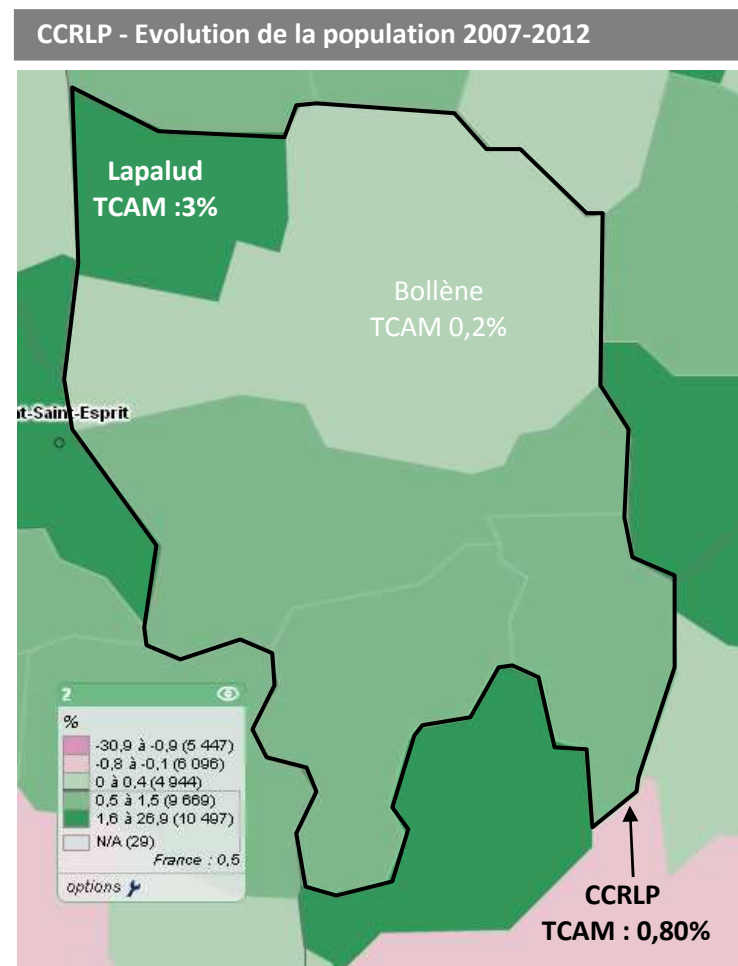 CCRLP - Evolution de la population 2007-2012
Lapalud
TCAM :3%
Bollène
TCAM 0,2%
nt-Saint-Esprit
2
%
-30,9 à -0,9 (5 447)
-0,8 à -0,1 (6 096)
0 à 0,4 (4 944)
0,5 à 1,5 (9 669)
1,6 à 26,9 (10 497)
N/A (29)
France : 0,5
options
CCRLP
TCAM : 0,80%